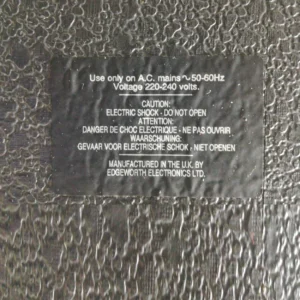 Use only on A.C. mains ~ 50-60Hz
Voltage 220-240 volts.
CAUTION:
ELECTRIC SHOCK - DO NOT OPEN
ATTENTION:
DANGER DE CHOC ELECTRIQUE - NE PAS OUVRIR
WAARSCHUNING:
GEVAAR VOOR ELECTRISCHE SCHOK - NIET OPENEN
MANUFACTURED IN THE U.K. BY
EDGEWORTH ELECTRONICS LTD.